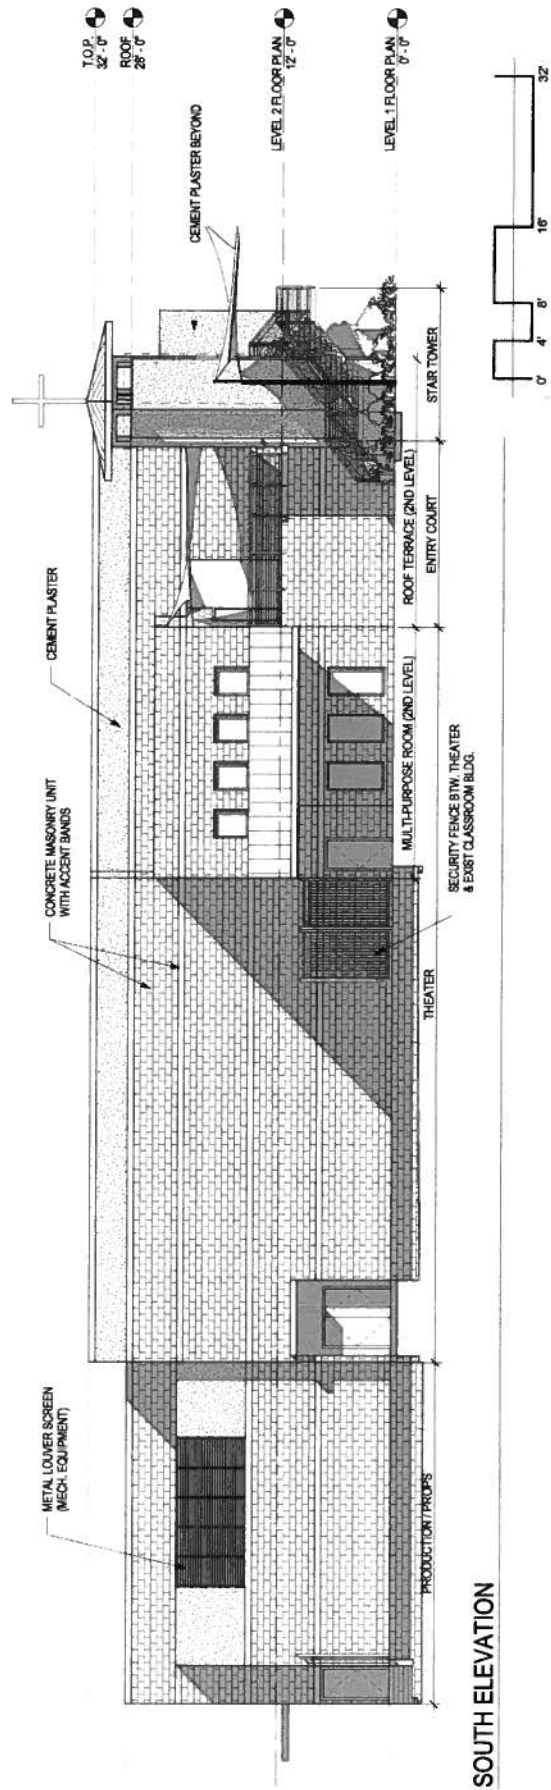 T.O.P.
32' - 0"
ROOF
28' - 0"
LEVEL 2 FLOOR PLAN
12' - 0"
LEVEL 1 FLOOR PLAN
0' - 0"
METAL LOUVER SCREEN
(MECH. EQUIPMENT)
CONCRETE MASONRY UNIT
WITH ACCENT BANDS
CEMENT PLASTER
CEMENT PLASTER BEYOND
PRODUCTION / PROPS
THEATER
MULTI-PURPOSE ROOM (2ND LEVEL)
ROOF TERRACE (2ND LEVEL)
ENTRY COURT
STAIR TOWER
SECURITY FENCE BTW. THEATER
& EXIST CLASSROOM BLDG.
SOUTH ELEVATION
0' 4' 8' 16' 32'